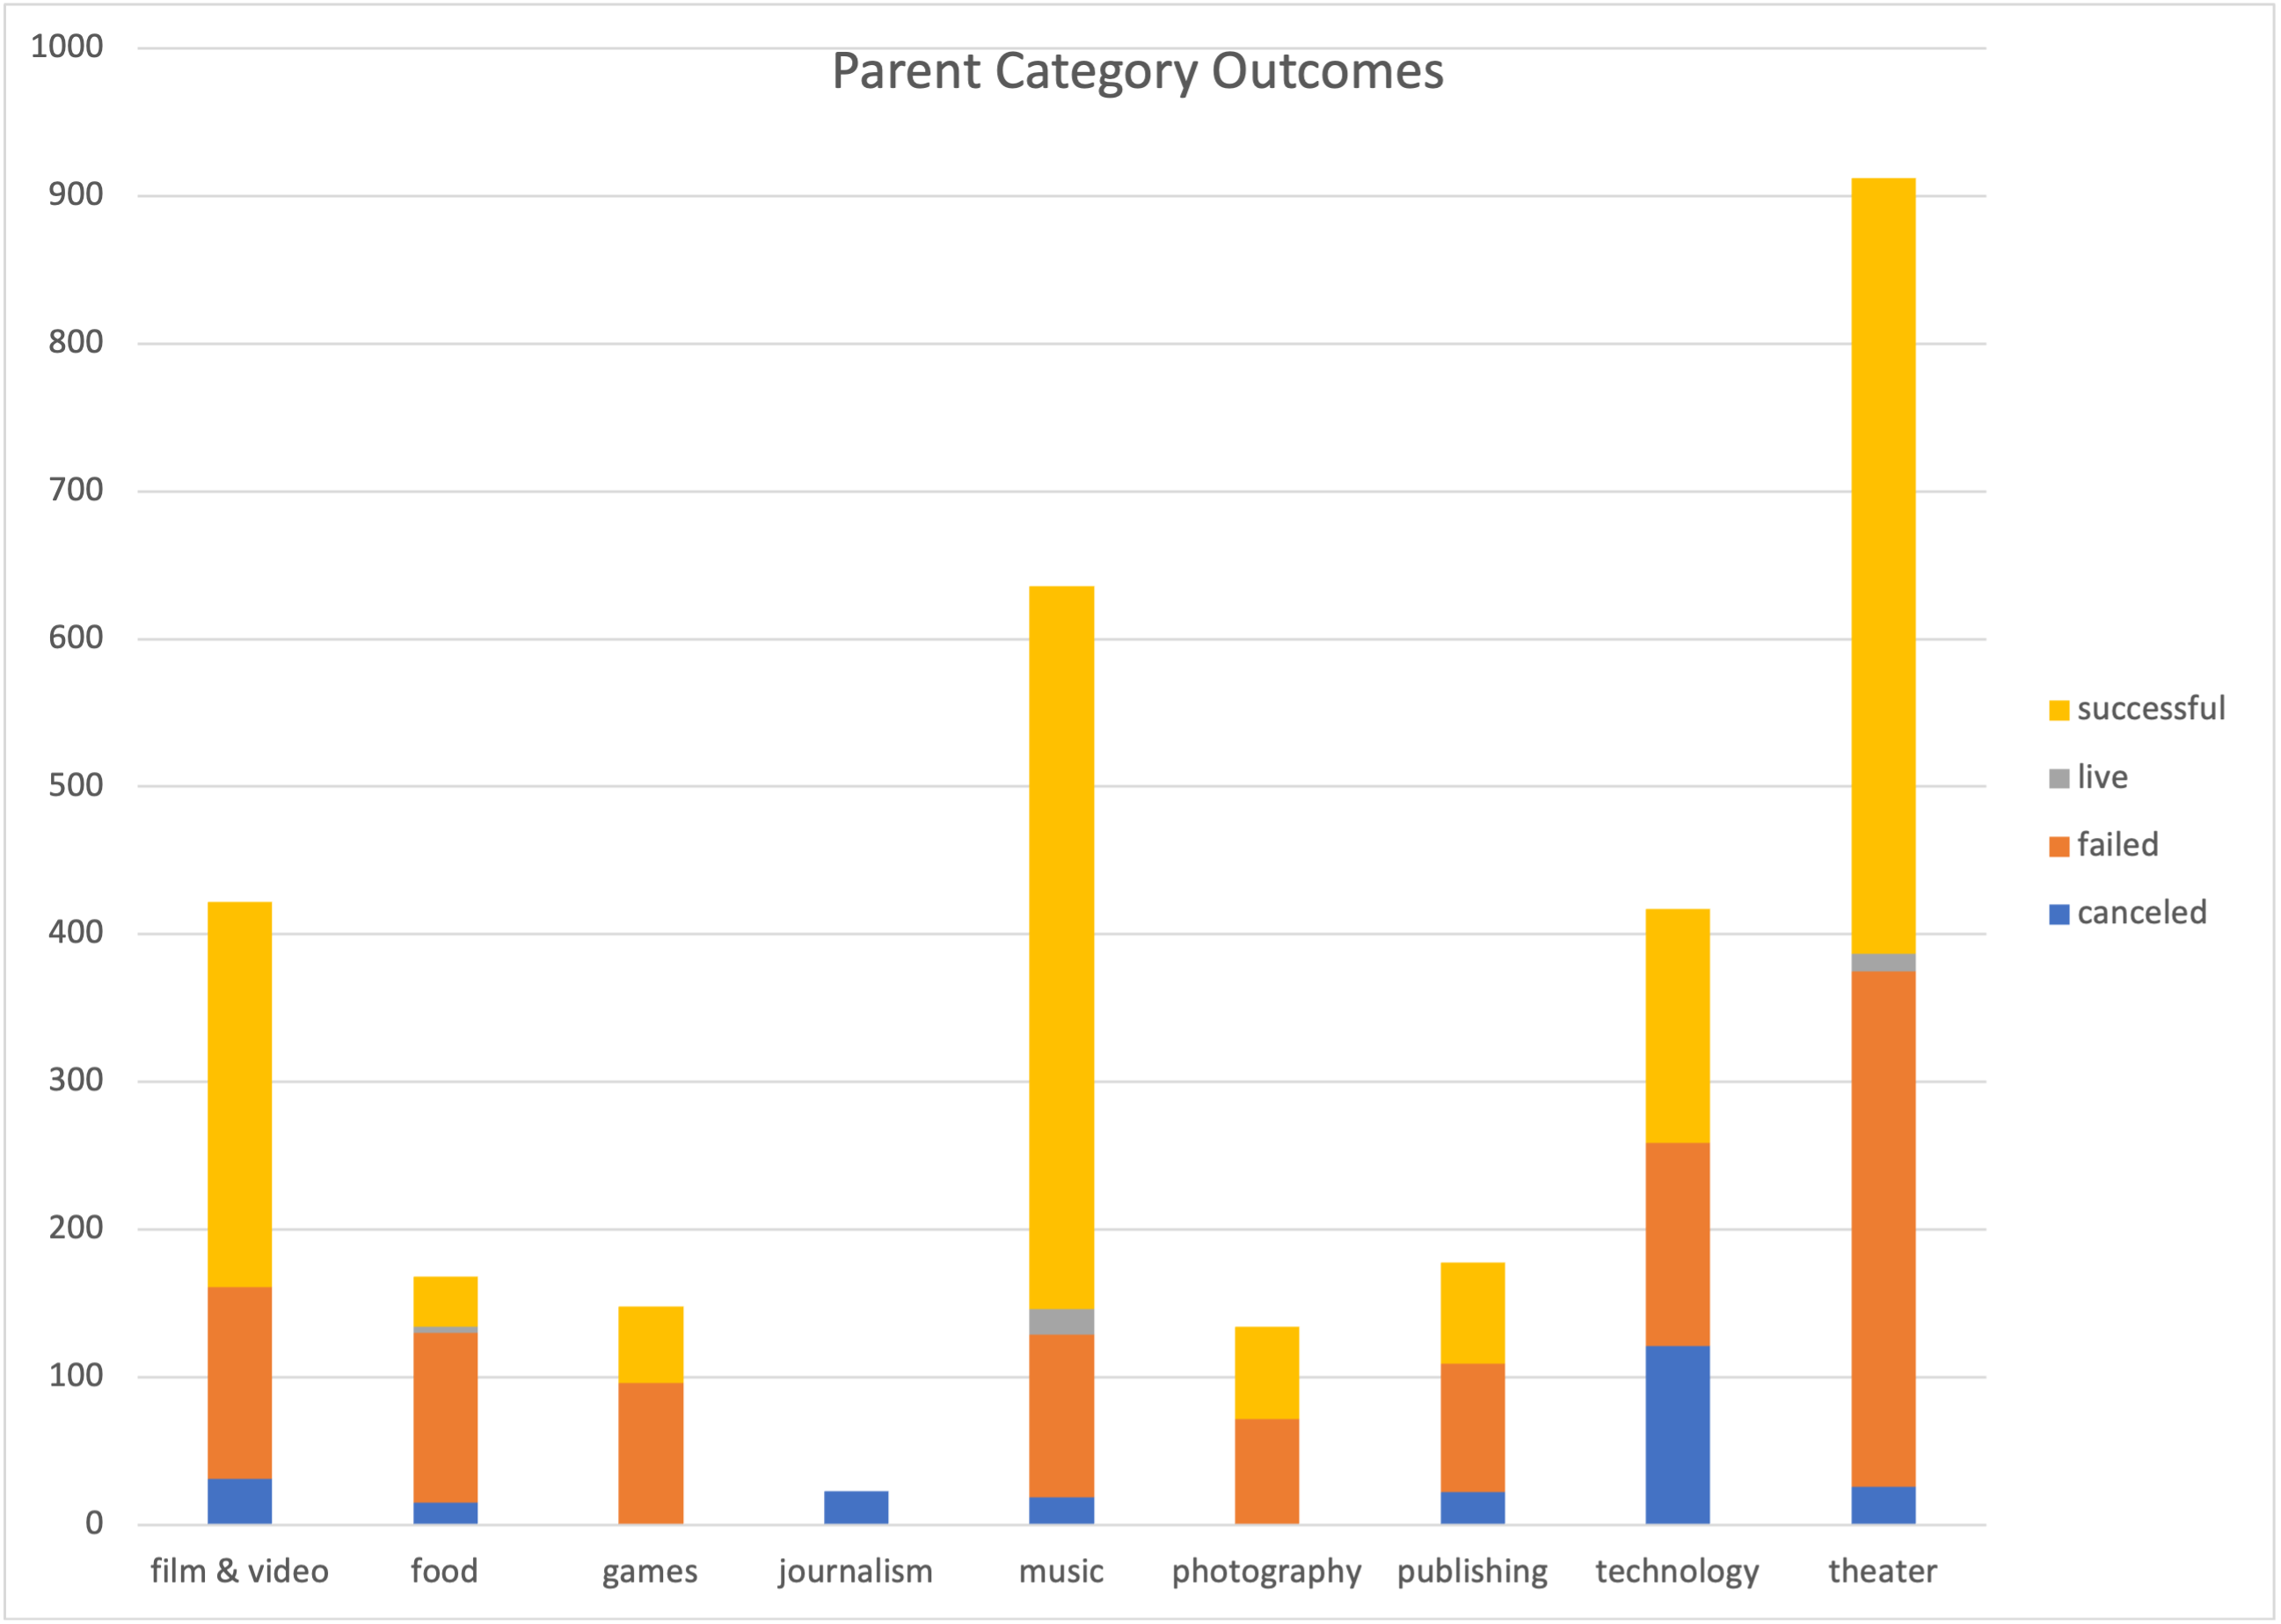 Parent Category Outcomes
1000
900
800
700
600
500
400
300
200
100
0
film & video food games journalism music photography publishing technology theater
successful
live
failed
canceled